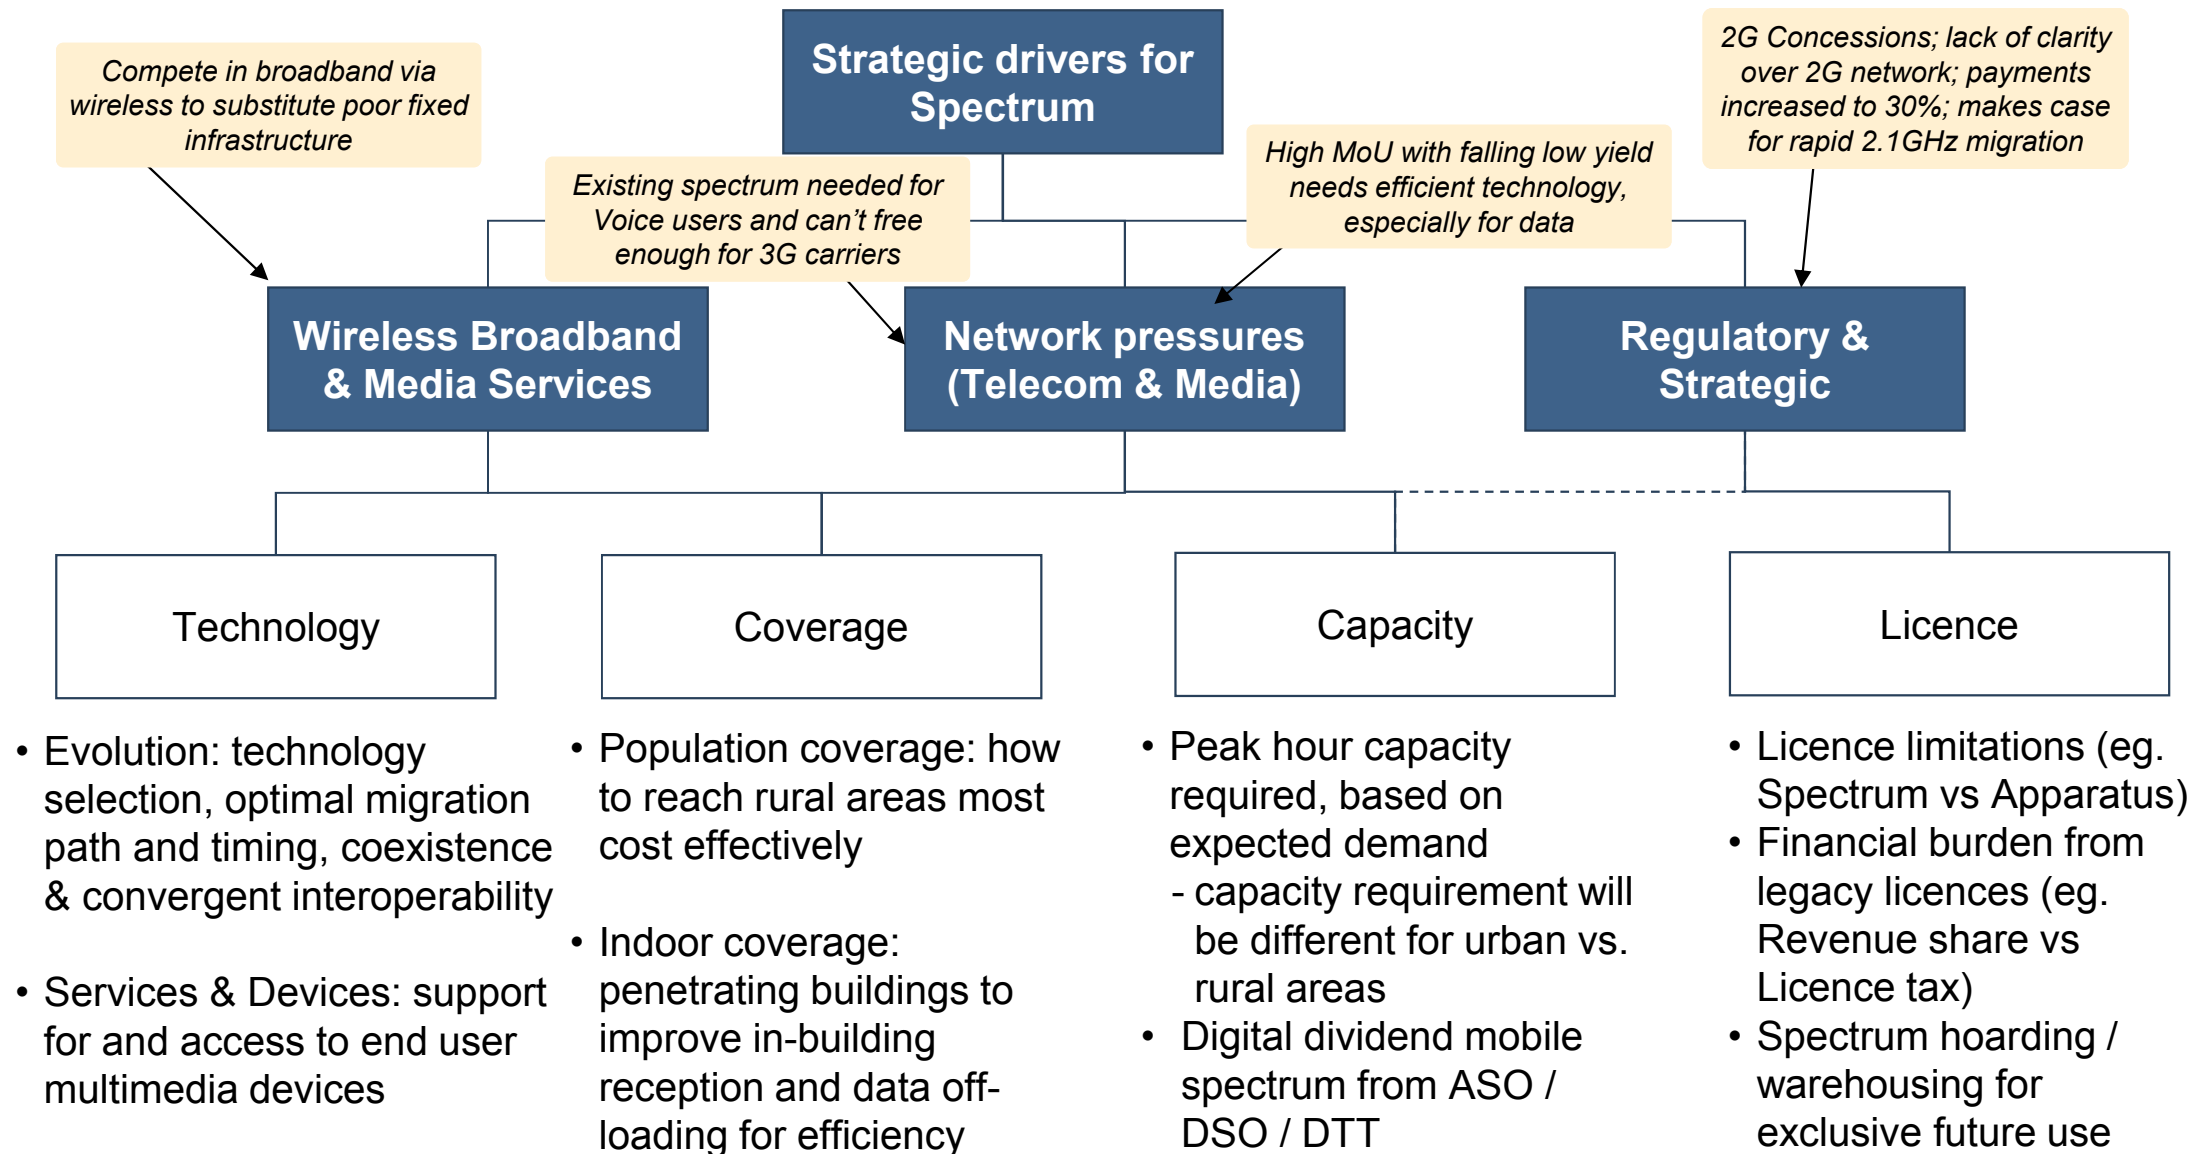 Strategic drivers for
Spectrum
Compete in broadband via
wireless to substitute poor fixed
infrastructure
Existing spectrum needed for
Voice users and can’t free
enough for 3G carriers
High MoU with falling low yield
needs efficient technology,
especially for data
2G Concessions; lack of clarity
over 2G network; payments
increased to 30%; makes case
for rapid 2.1GHz migration
Wireless Broadband
& Media Services
Network pressures
(Telecom & Media)
Regulatory &
Strategic
Technology
Coverage
Capacity
Licence
• Evolution: technology
selection, optimal migration
path and timing, coexistence
& convergent interoperability
• Services & Devices: support
for and access to end user
multimedia devices
• Population coverage: how
to reach rural areas most
cost effectively
• Indoor coverage:
penetrating buildings to
improve in-building
reception and data off-
loading for efficiency
• Peak hour capacity
required, based on
expected demand
- capacity requirement will
be different for urban vs.
rural areas
• Digital dividend mobile
spectrum from ASO /
DSO / DTT
• Licence limitations (eg.
Spectrum vs Apparatus)
• Financial burden from
legacy licences (eg.
Revenue share vs
Licence tax)
• Spectrum hoarding /
warehousing for
exclusive future use